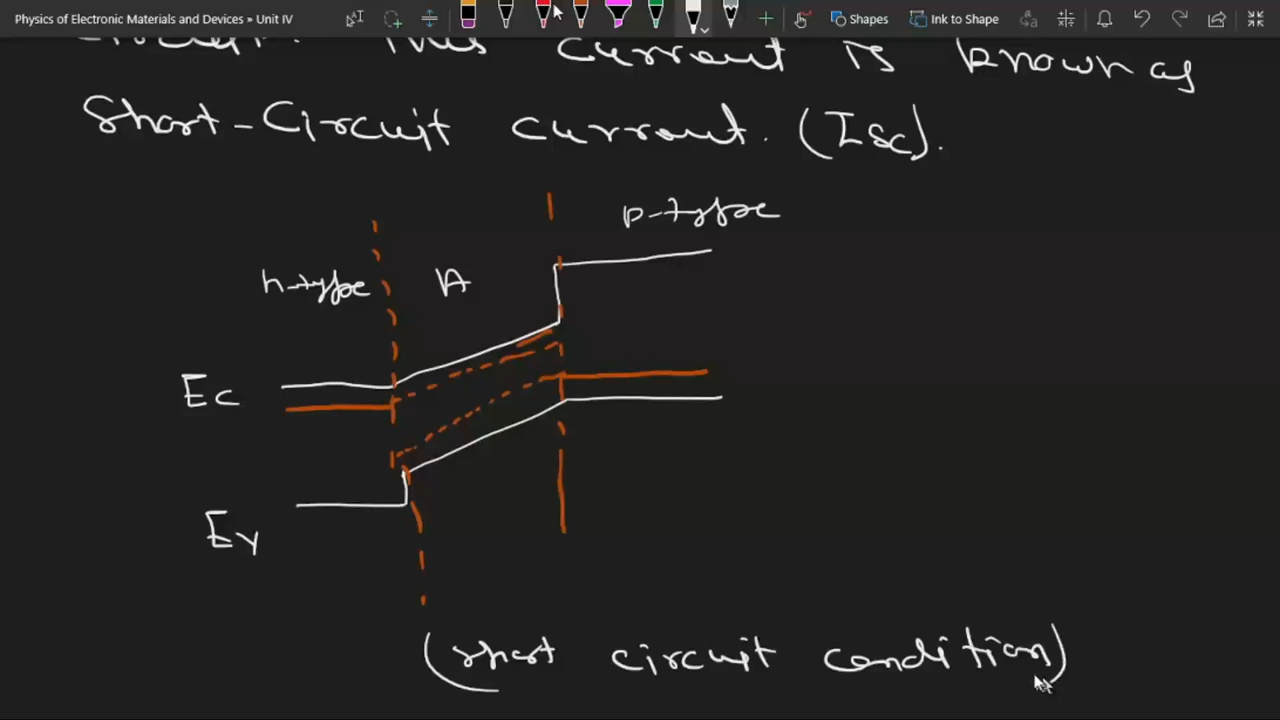 Physics of Electronic Materials and Devices » Unit IV
Shapes
Ink to Shape
This current is known as
Short-Circuit current. (Isc).
p-type
n-type
A
Ec
Ev
(short circuit condition)